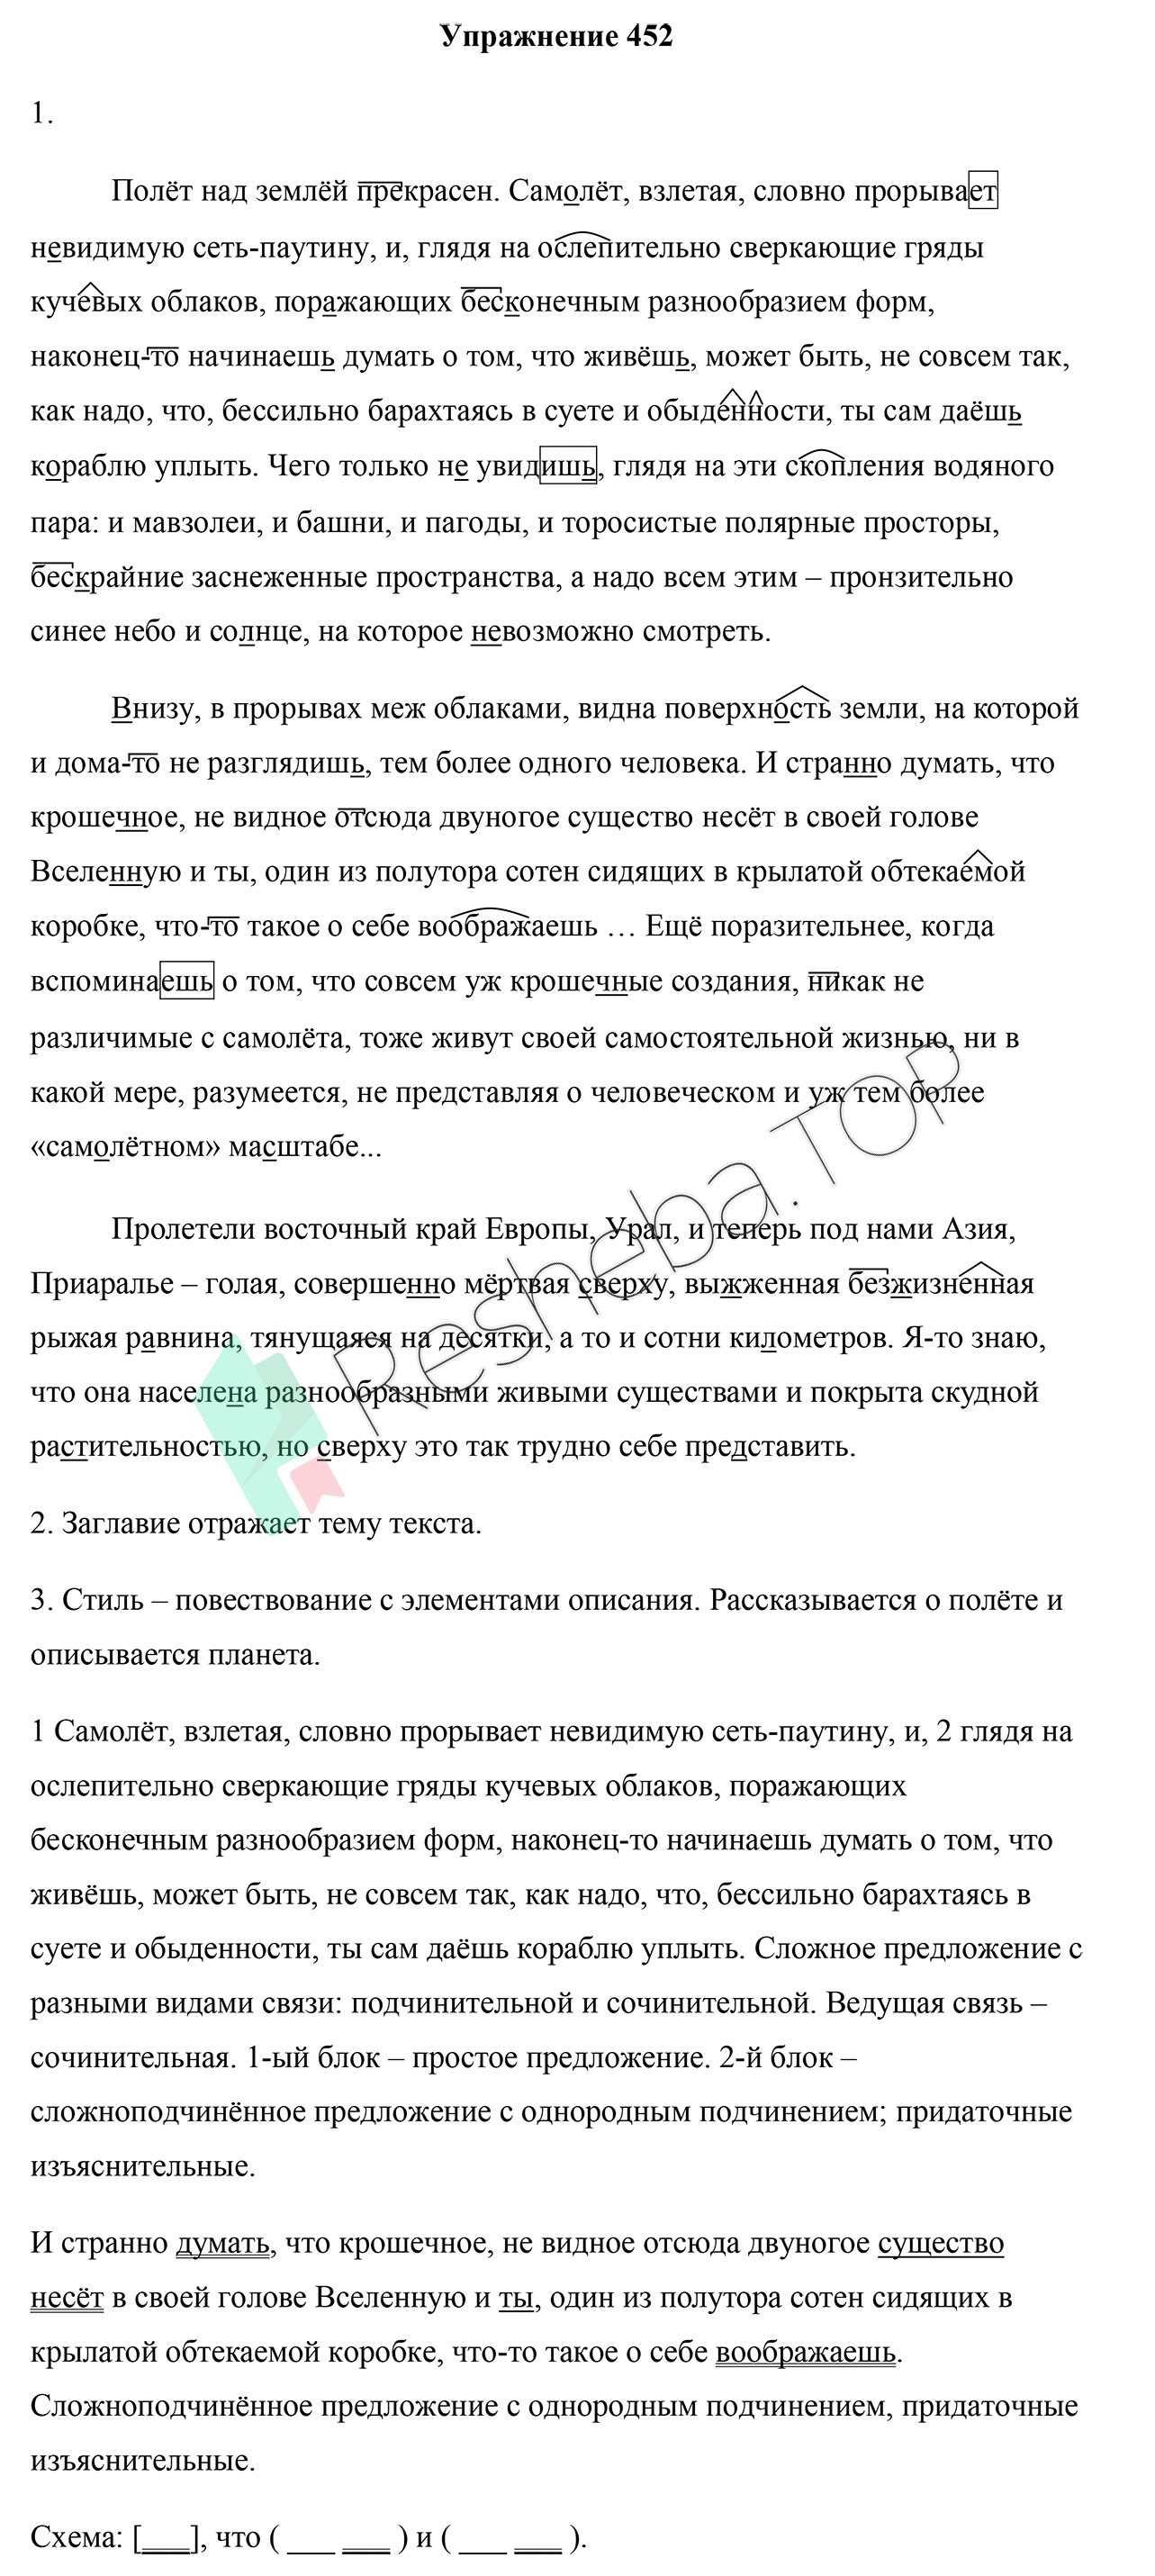 Упражнение 452
1.
Полёт над землёй прекрасен. Самолёт, взлетая, словно прорывает
невидимую сеть-паутину, и, глядя на ослепительно сверкающие гряды
кучевых облаков, поражающих бесконечным разнообразием форм,
наконец-то начинаешь думать о том, что живёшь, может быть, не совсем так,
как надо, что, бессильно барахтаясь в суете и обыденности, ты сам даёшь
кораблю уплыть. Чего только не увидишь, глядя на эти скопления водяного
пара: и мавзолеи, и башни, и пагоды, и торосистые полярные просторы,
бескрайние заснеженные пространства, а надо всем этим – пронзительно
синее небо и солнце, на которое невозможно смотреть.
Внизу, в прорывах меж облаками, видна поверхность земли, на которой
и дома-то не разглядишь, тем более одного человека. И странно думать, что
крошечное, не видное отсюда двуногое существо несёт в своей голове
Вселенную и ты, один из полутора сотен сидящих в крылатой обтекаемой
коробке, что-то такое о себе воображаешь … Ещё поразительнее, когда
вспоминаешь о том, что совсем уж крошечные создания, никак не
различимые с самолёта, тоже живут своей самостоятельной жизнью, ни в
какой мере, разумеется, не представляя о человеческом и уж тем более
«самолётном» масштабе...
Пролетели восточный край Европы, Урал, и теперь под нами Азия,
Приаралье – голая, совершенно мёртвая сверху, выжженная безжизненная
рыжая равнина, тянущаяся на десятки, а то и сотни километров. Я-то знаю,
что она населена разнообразными живыми существами и покрыта скудной
растительностью, но сверху это так трудно себе представить.
Resheba.TOP
2. Заглавие отражает тему текста.
3. Стиль – повествование с элементами описания. Рассказывается о полёте и
описывается планета.
1 Самолёт, взлетая, словно прорывает невидимую сеть-паутину, и, 2 глядя на
ослепительно сверкающие гряды кучевых облаков, поражающих
бесконечным разнообразием форм, наконец-то начинаешь думать о том, что
живёшь, может быть, не совсем так, как надо, что, бессильно барахтаясь в
суете и обыденности, ты сам даёшь кораблю уплыть. Сложное предложение с
разными видами связи: подчинительной и сочинительной. Ведущая связь –
сочинительная. 1-ый блок – простое предложение. 2-й блок –
сложноподчинённое предложение с однородным подчинением; придаточные
изъяснительные.
И странно думать, что крошечное, не видное отсюда двуногое существо
несёт в своей голове Вселенную и ты, один из полутора сотен сидящих в
крылатой обтекаемой коробке, что-то такое о себе воображаешь.
Сложноподчинённое предложение с однородным подчинением, придаточные
изъяснительные.
Схема: [___], что ( ___ ___ ) и ( ___ ___ ).